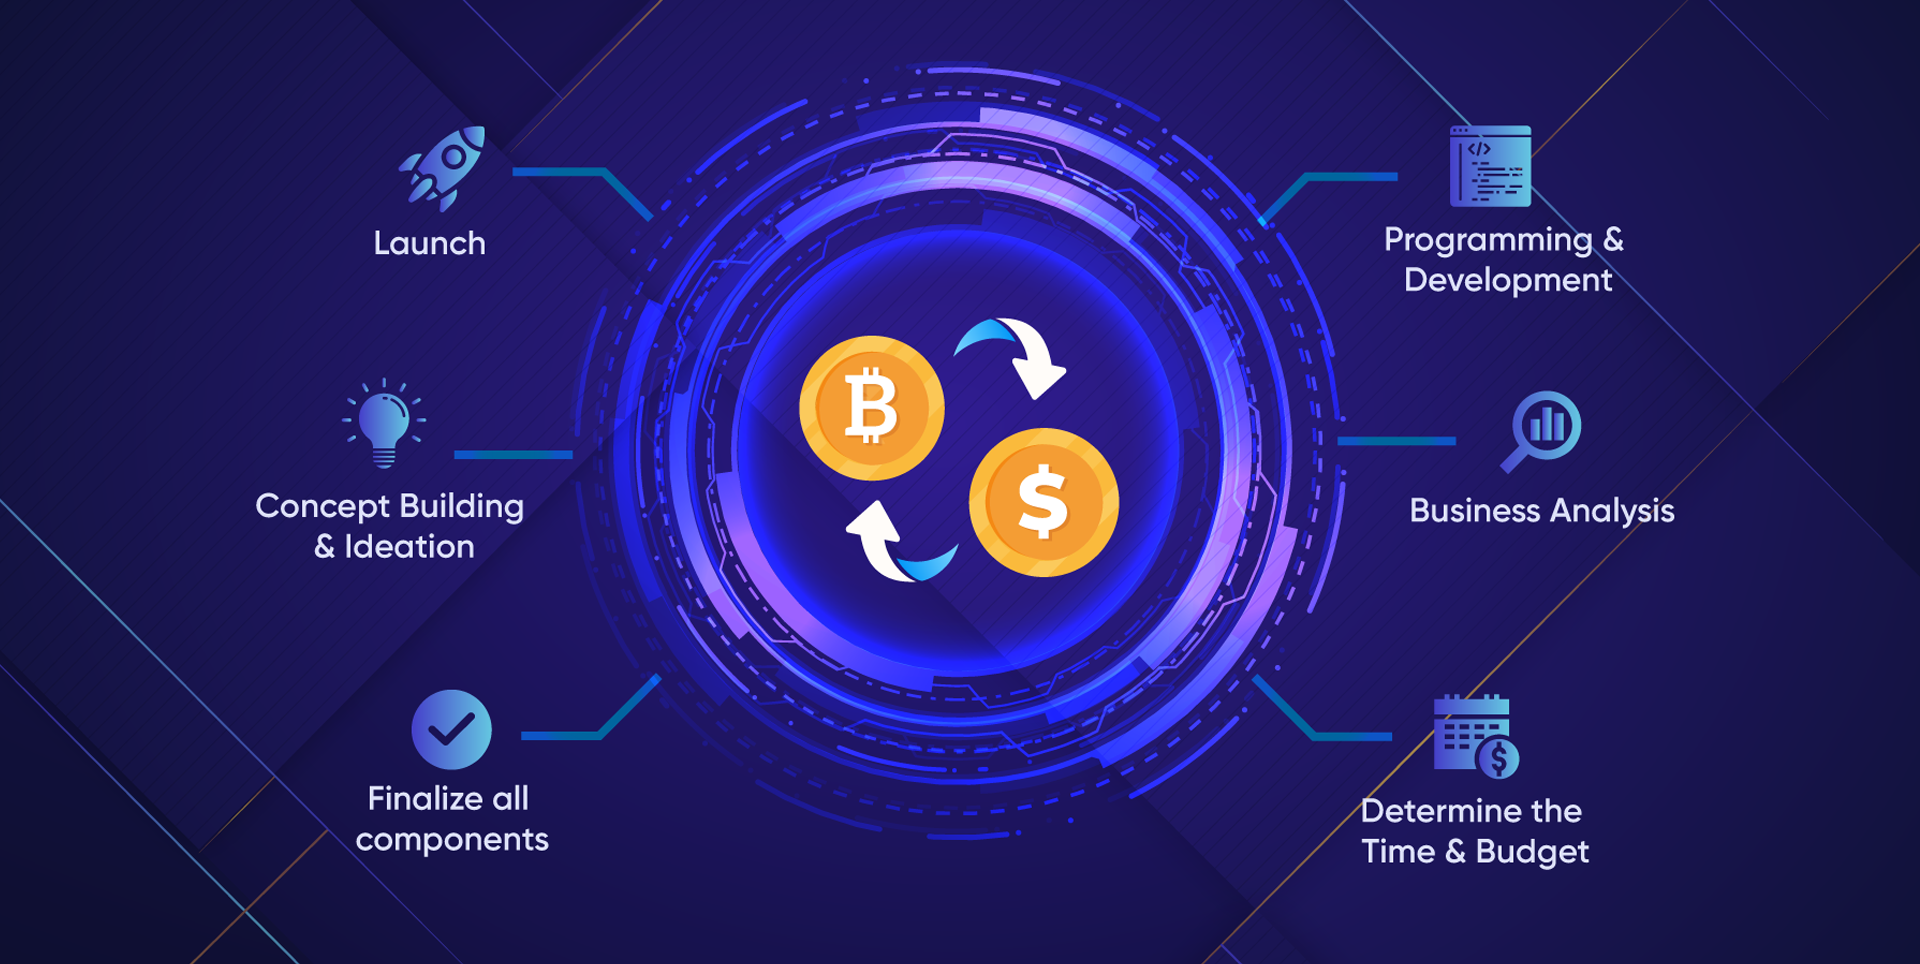 Launch
Programming &
Development
Concept Building
& Ideation
Business Analysis
Finalize all
components
Determine the
Time & Budget